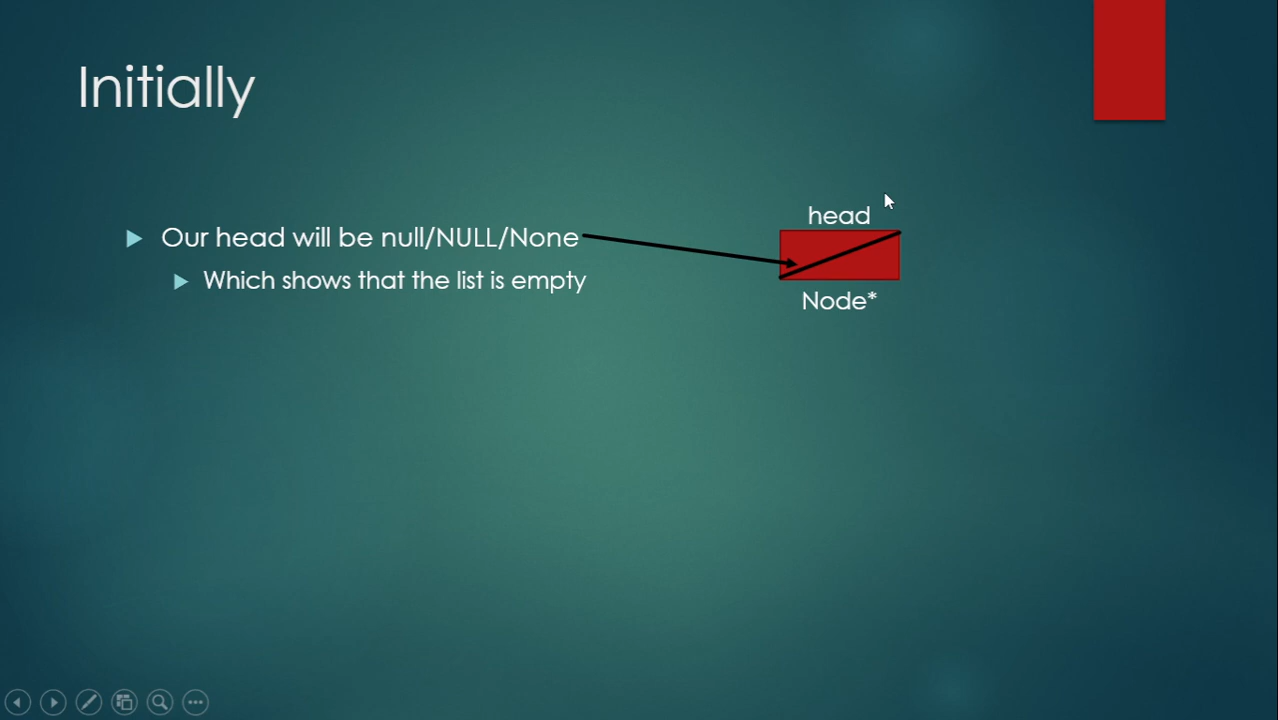 Initially
Our head will be null/NULL/None
Which shows that the list is empty
head
Node*